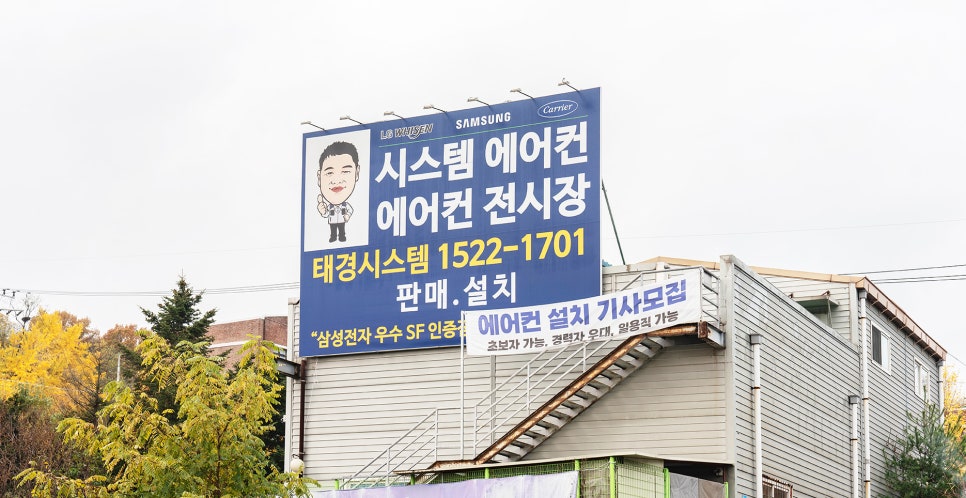 LG WHISEN SAMSUNG Carrier
시스템 에어컨
에어컨 전시장
태경시스템 1522-1701
판매.설치
"삼성전자 우수 SF 인증점
에어컨 설치 기사모집
초보자 가능, 경력자 우대, 일용직 가능